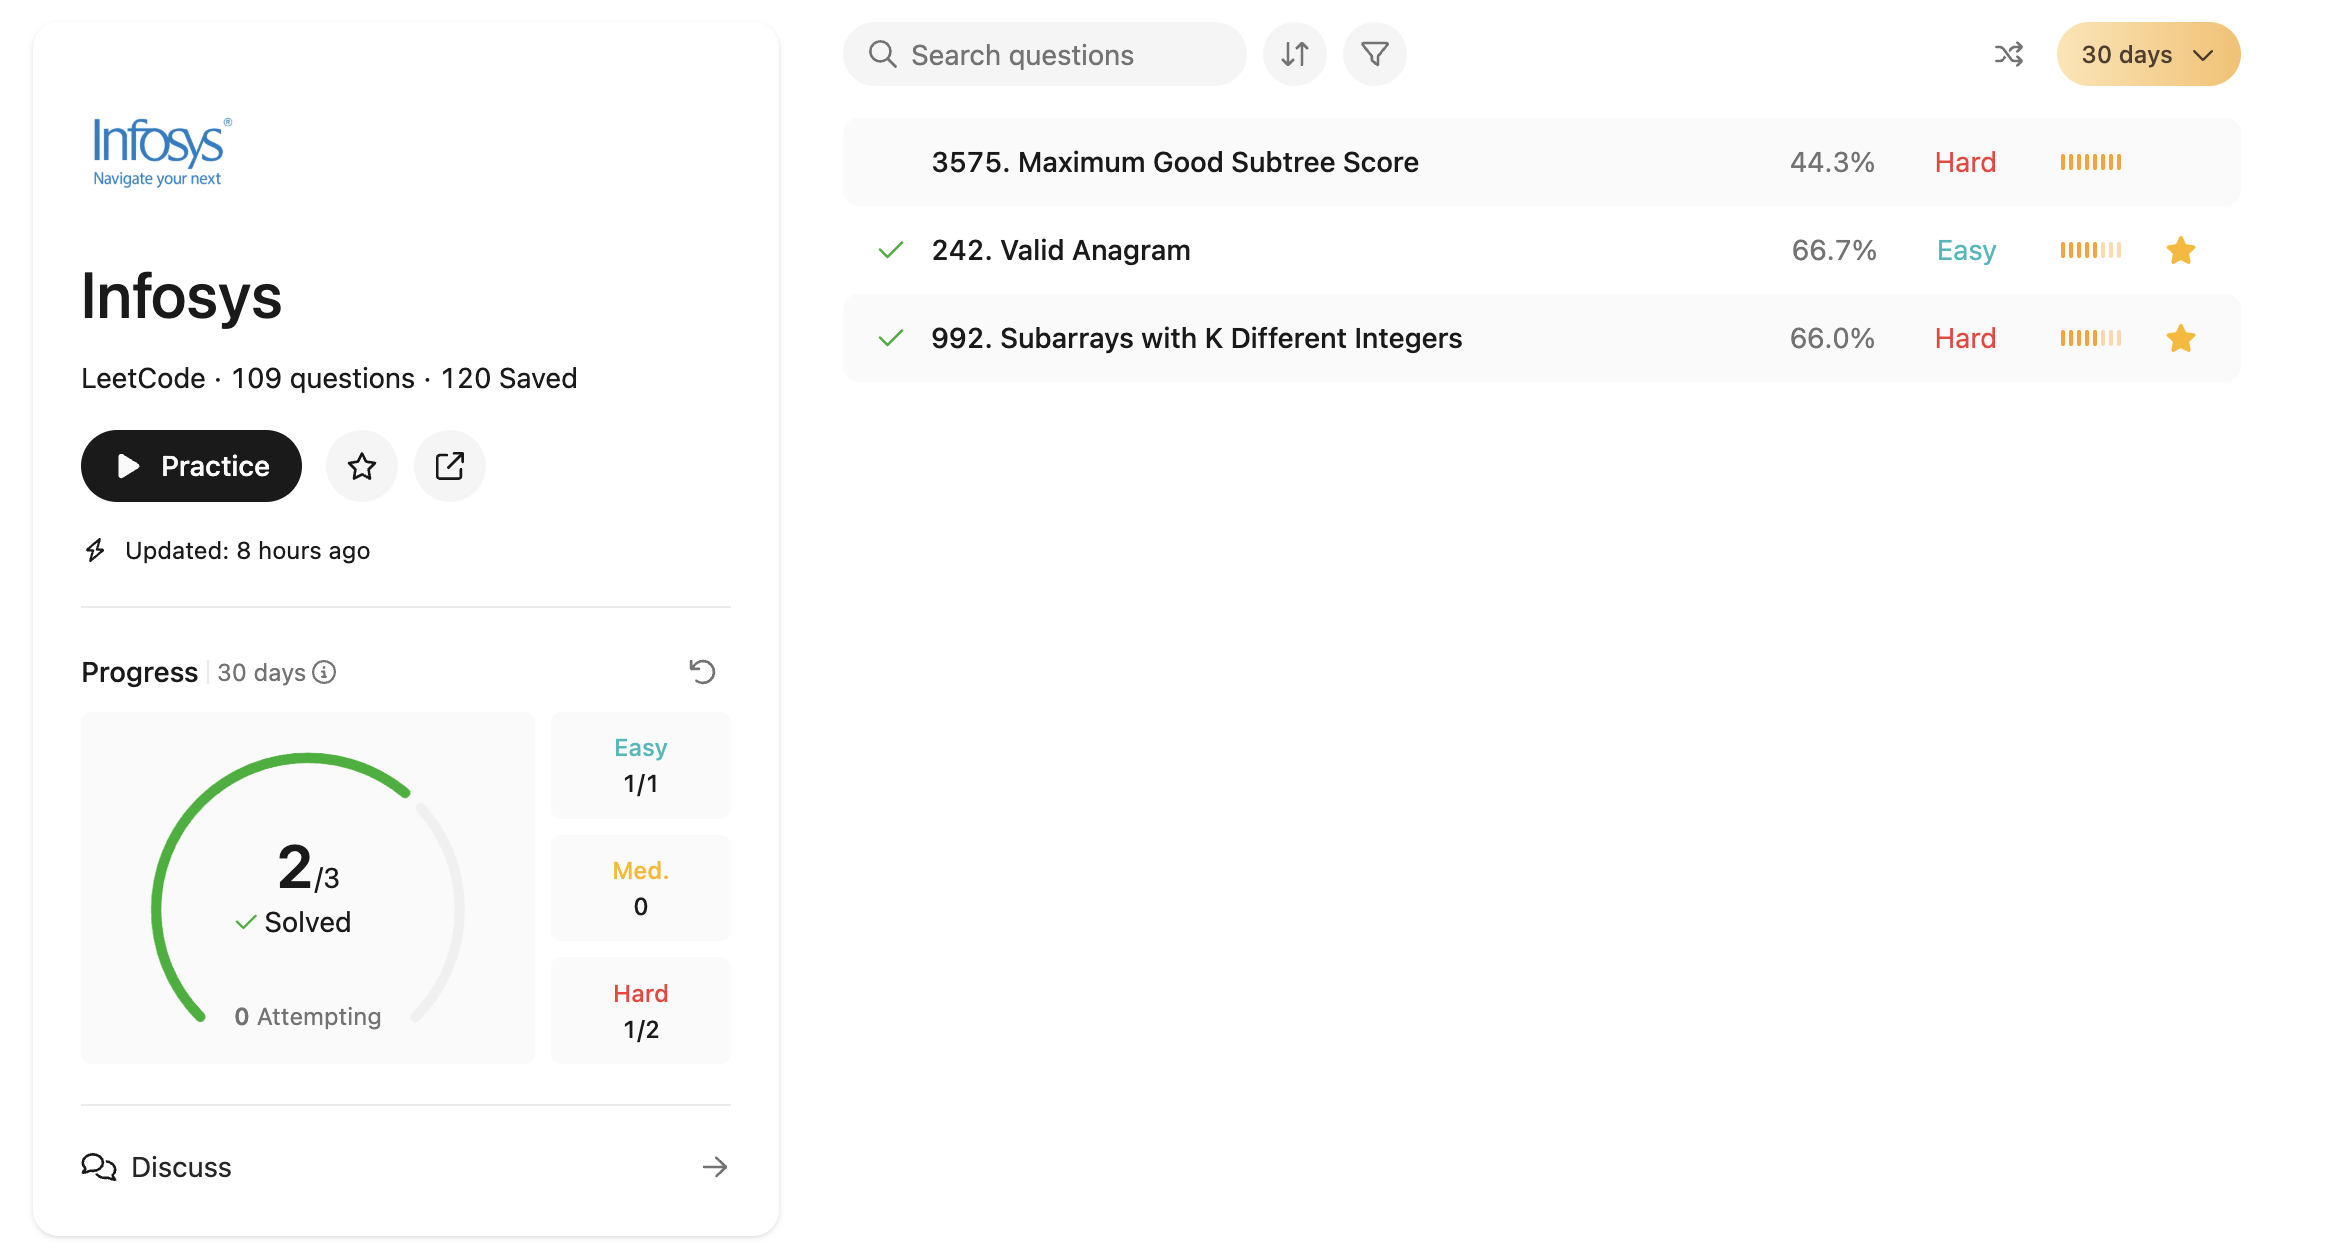 Infosys®
Navigate your next
Infosys
LeetCode · 109 questions · 120 Saved
Practice
Updated: 8 hours ago
Progress 30 days
2/3
Solved
0 Attempting
Easy
1/1
Med.
0
Hard
1/2
Discuss
Search questions
30 days
3575. Maximum Good Subtree Score 44.3% Hard
242. Valid Anagram 66.7% Easy
992. Subarrays with K Different Integers 66.0% Hard